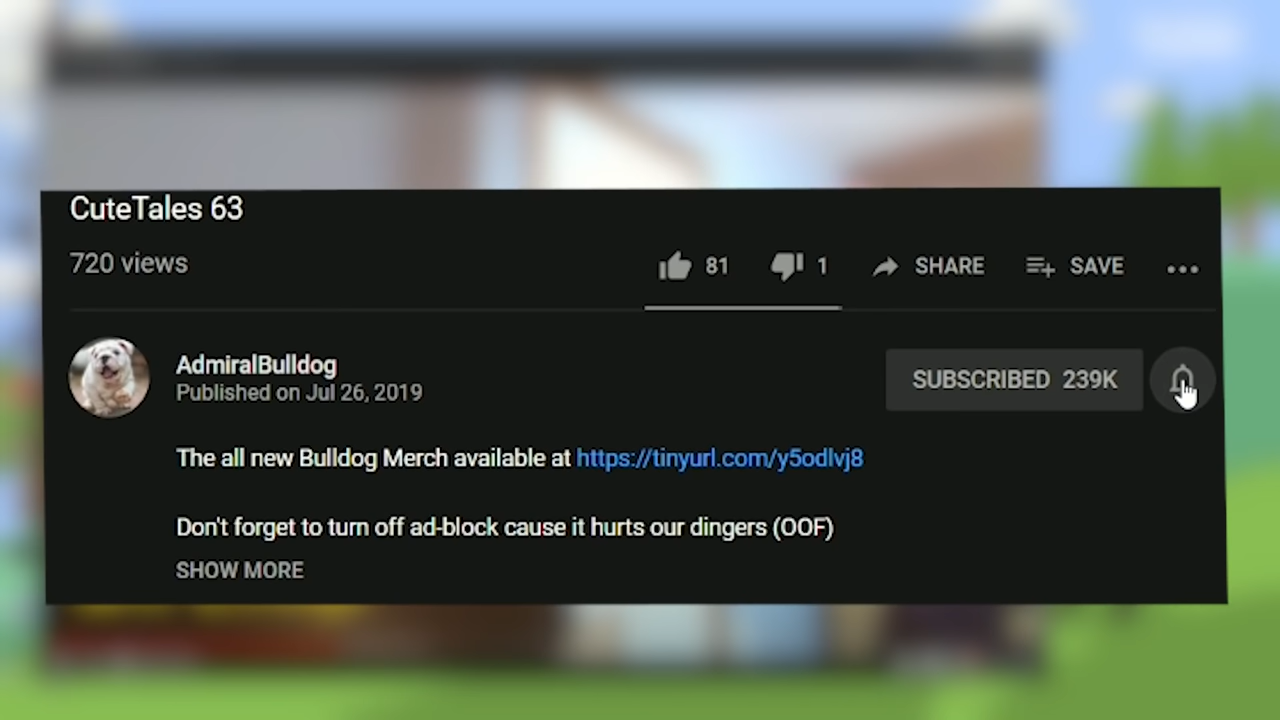 CuteTales 63
720 views
81 1 SHARE SAVE
AdmiralBulldog
Published on Jul 26, 2019
SUBSCRIBED 239K
The all new Bulldog Merch available at https://tinyurl.com/y5odlvj8
Don't forget to turn off ad-block cause it hurts our dingers (OOF)
SHOW MORE